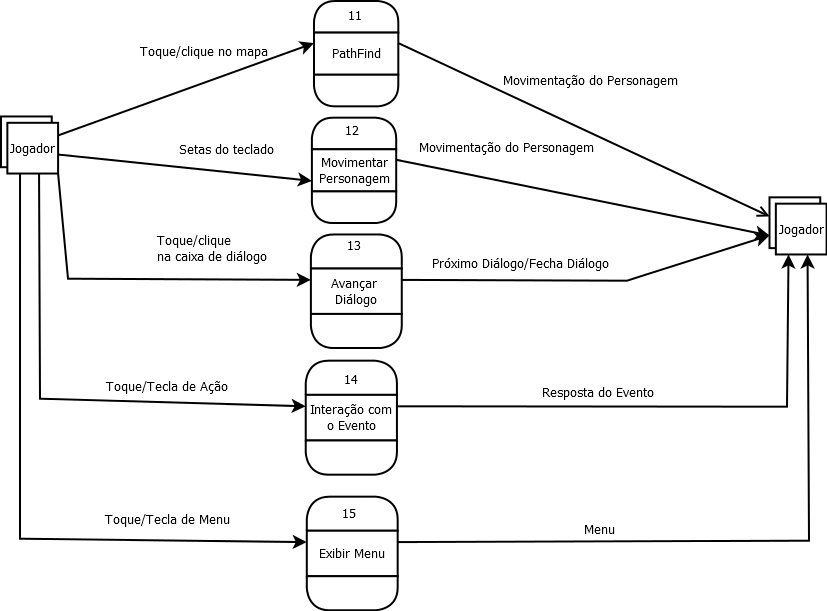 11
Toque/clique no mapa
PathFind
Movimentação do Personagem
12
Jogador
Setas do teclado
Movimentação do Personagem
Movimentar
Personagem
Jogador
13
Toque/clique
na caixa de diálogo
Próximo Diálogo/Fecha Diálogo
Avançar
Diálogo
14
Toque/Tecla de Ação
Resposta do Evento
Interação com
o Evento
15
Toque/Tecla de Menu
Menu
Exibir Menu